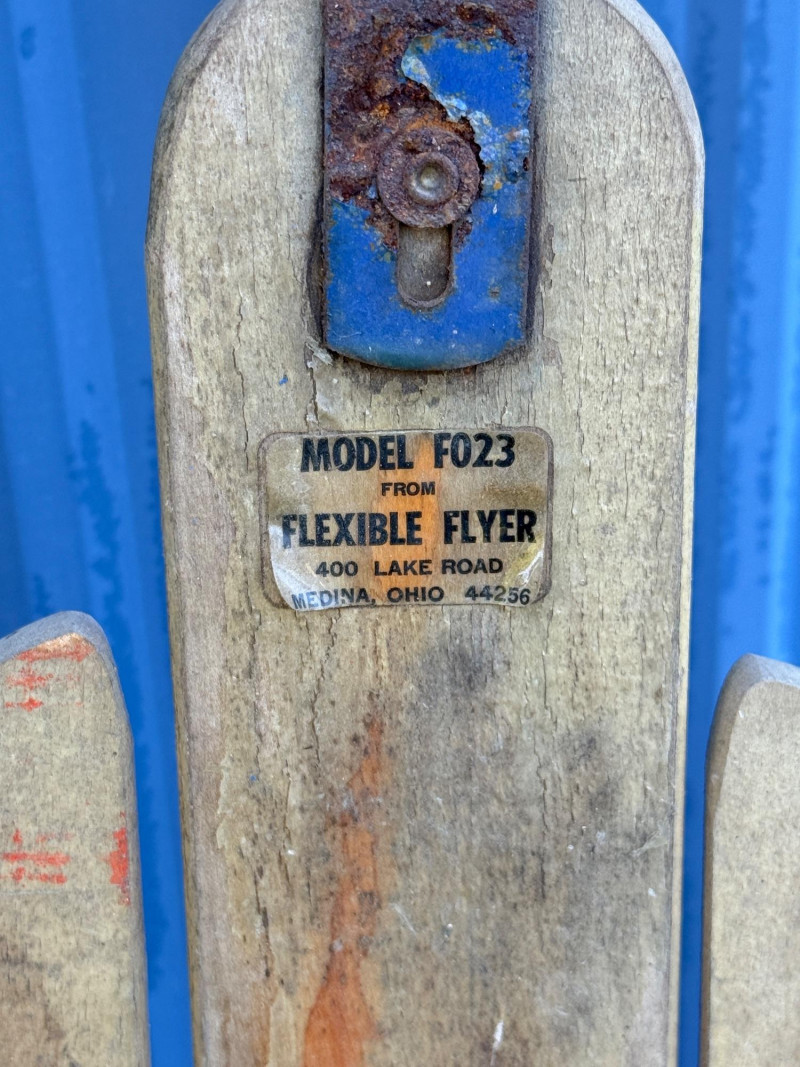 MODEL F023
FROM
FLEXIBLE FLYER
400 LAKE ROAD
MEDINA, OHIO 44256